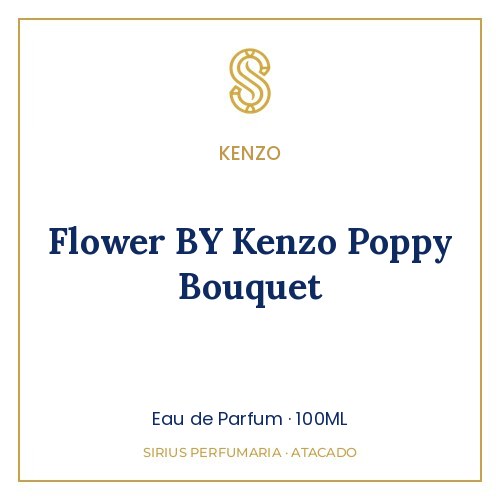 KENZO
Flower BY Kenzo Poppy
Bouquet
Eau de Parfum · 100ML
SIRIUS PERFUMARIA · ATACADO